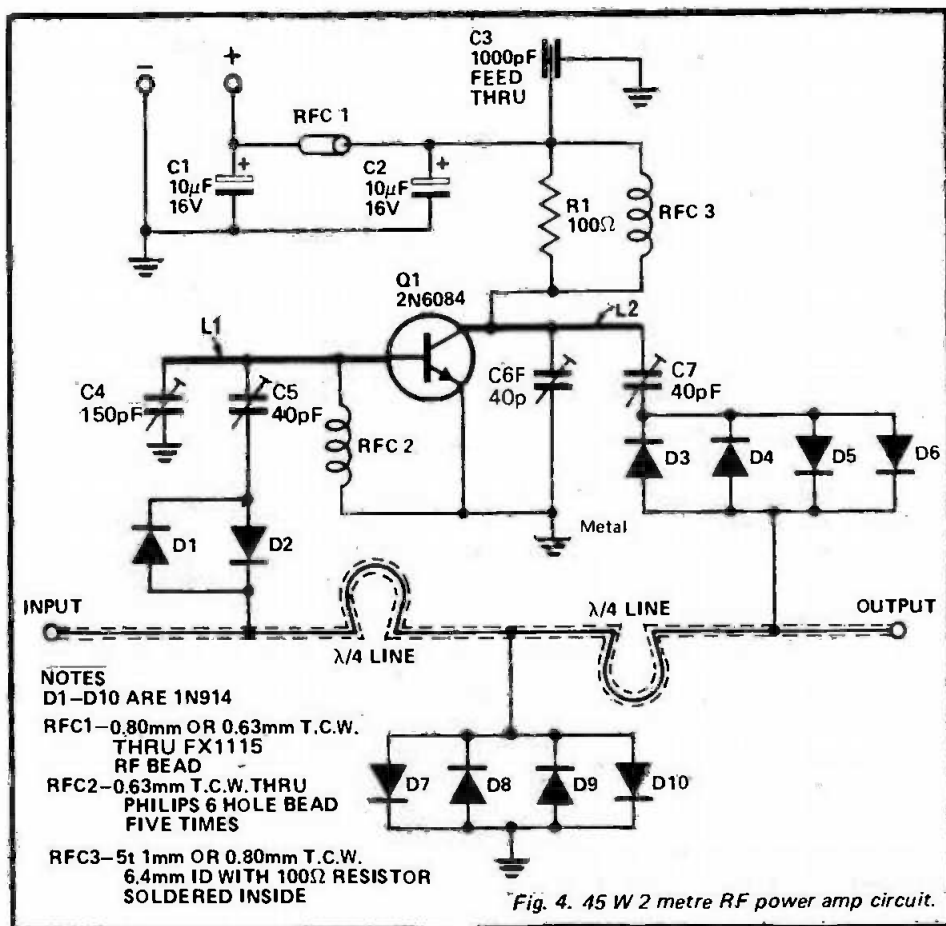 C3
1000pF
FEED
THRU
−
+
RFC 1
C1
10µF
16V
+
C2
10µF
16V
+
R1
100Ω
RFC 3
Q1
2N6084
L1
L2
C4
150pF
C5
40pF
RFC 2
C6F
40p
C7
40pF
D1
D2
D3
D4
D5
D6
Metal
INPUT
λ/4 LINE
λ/4 LINE
OUTPUT
NOTES
D1–D10 ARE 1N914
RFC1–0.80mm OR 0.63mm T.C.W.
THRU FX1115
RF BEAD
RFC2–0.63mm T.C.W. THRU
PHILIPS 6 HOLE BEAD
FIVE TIMES
RFC3–5t 1mm OR 0.80mm T.C.W.
6.4mm ID WITH 100Ω RESISTOR
SOLDERED INSIDE
D7
D8
D9
D10
Fig. 4. 45 W 2 metre RF power amp circuit.